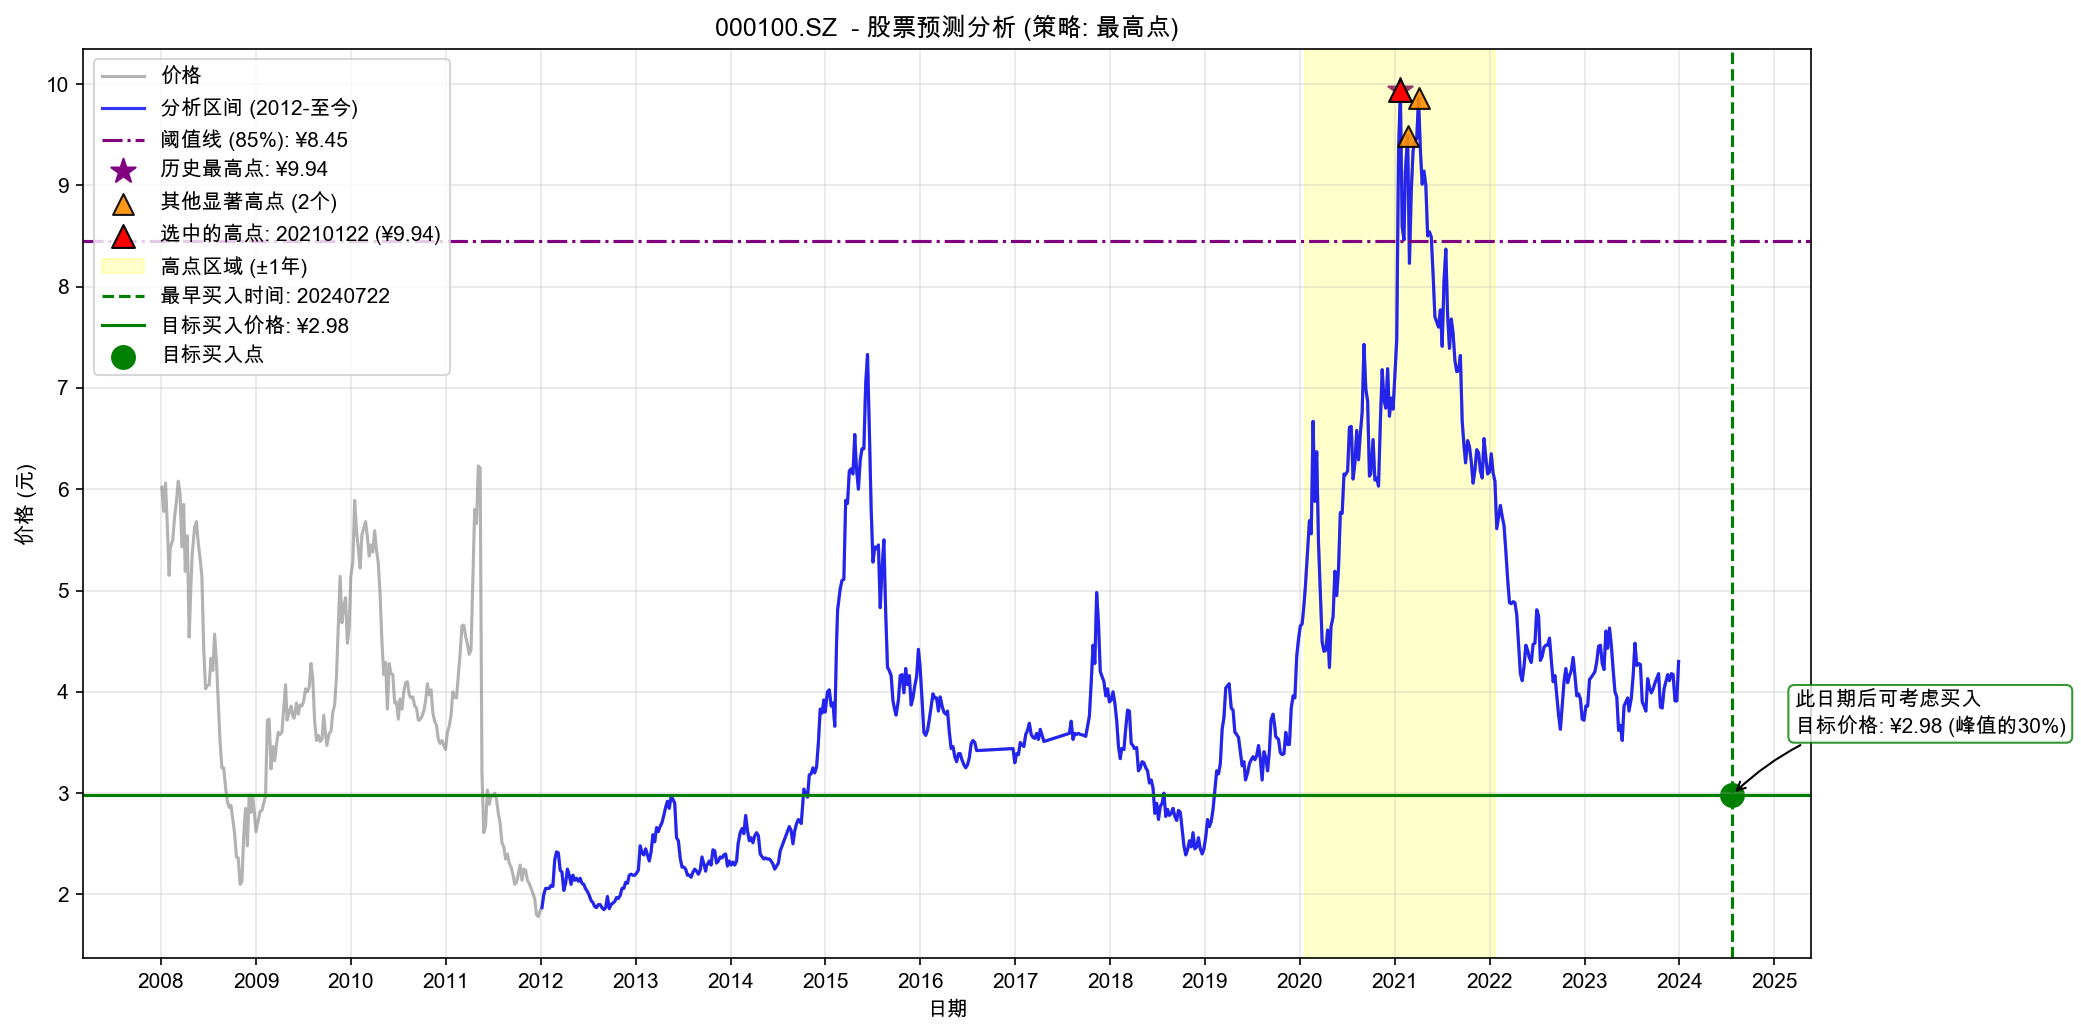 000100.SZ  - 股票预测分析 (策略: 最高点)
价格
分析区间 (2012-至今)
阈值线 (85%): ¥8.45
历史最高点: ¥9.94
其他显著高点 (2个)
选中的高点: 20210122 (¥9.94)
高点区域 (±1年)
最早买入时间: 20240722
目标买入价格: ¥2.98
目标买入点
10
9
8
7
6
5
4
3
2
价格 (元)
此日期后可考虑买入
目标价格: ¥2.98 (峰值的30%)
2008 2009 2010 2011 2012 2013 2014 2015 2016 2017 2018 2019 2020 2021 2022 2023 2024 2025
日期